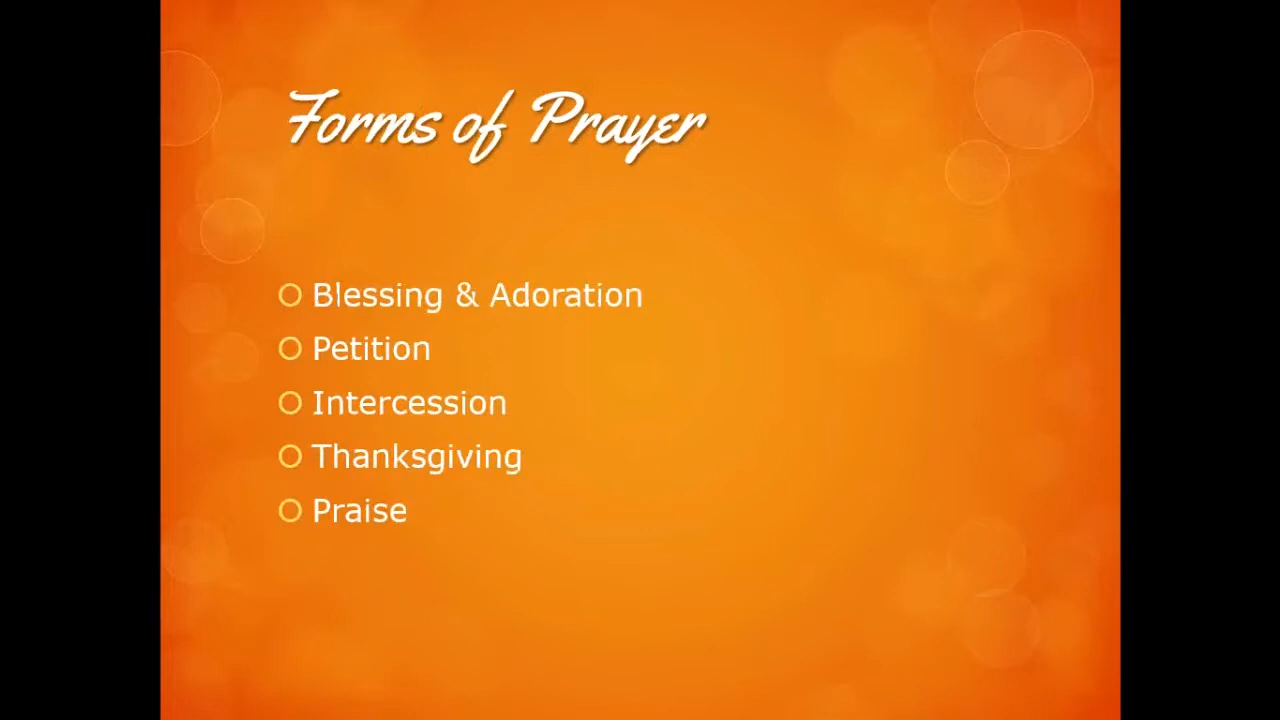 Forms of Prayer
Blessing & Adoration
Petition
Intercession
Thanksgiving
Praise